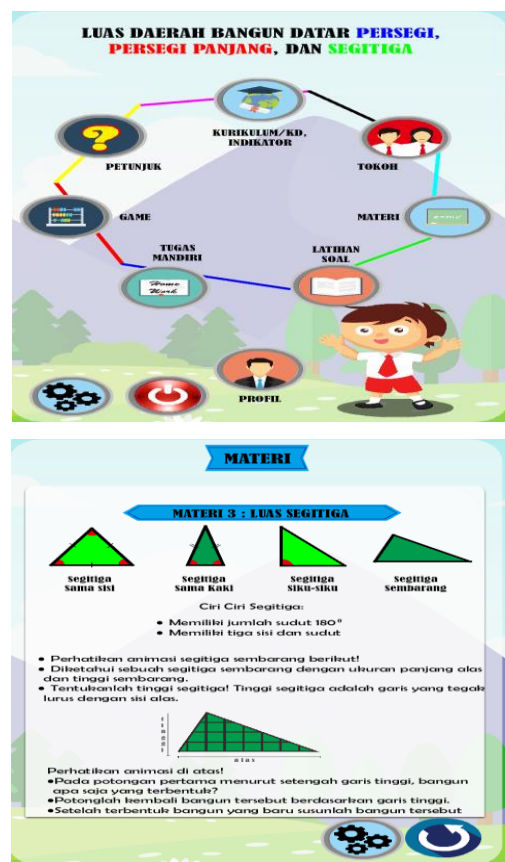 LUAS DAERAH BANGUN DATAR PERSEGI,
PERSEGI PANJANG, DAN SEGITIGA
KURIKULUM/KD,
INDIKATOR
PETUNJUK
TOKOH
GAME
MATERI
TUGAS
MANDIRI
LATIHAN
SOAL
Home
Work
PROFIL
MATERI
MATERI 3 : LUAS SEGITIGA
Segitiga
Sama sisi
Segitiga
Sama Kaki
Segitiga
Siku-siku
Segitiga
Sembarang
Ciri Ciri Segitiga:
• Memiliki jumlah sudut 180°
• Memiliki tiga sisi dan sudut
• Perhatikan animasi segitiga sembarang berikut!
• Diketahui sebuah segitiga sembarang dengan ukuran panjang alas
dan tinggi sembarang.
• Tentukanlah tinggi segitiga! Tinggi segitiga adalah garis yang tegak
lurus dengan sisi alas.
tinggi
alas
Perhatikan animasi di atas!
•Pada potongan pertama menurut setengah garis tinggi, bangun
apa saja yang terbentuk?
•Potonglah kembali bangun tersebut berdasarkan garis tinggi.
•Setelah terbentuk bangun yang baru susunlah bangun tersebut